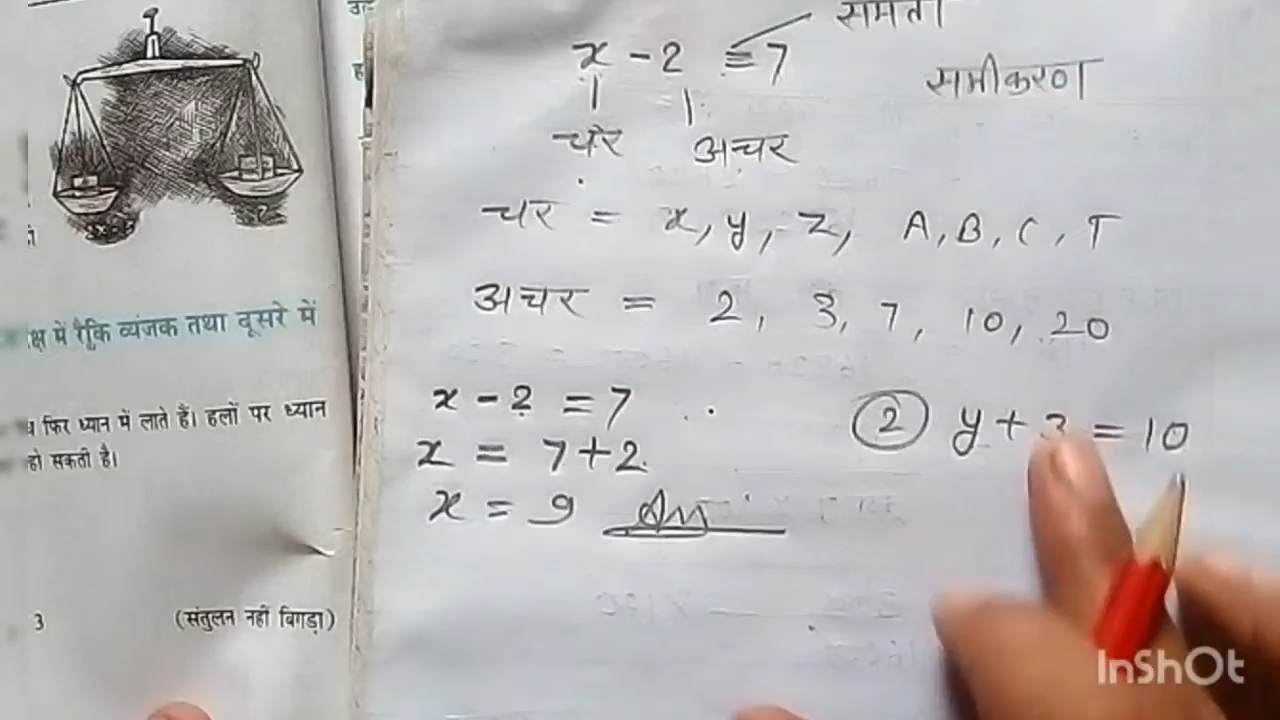 समता
x - 2 = 7
समीकरण
चर अचर
चर = x, y, z, A, B, C, T
अचर = 2, 3, 7, 10, 20
x - 2 = 7
x = 7 + 2
x = 9 Ans
② y + 3 = 10
क्ष में रैखिक व्यंजक तथा दूसरे में
फिर ध्यान में लाते हैं। हलों पर ध्यान
हो सकती है।
3 (संतुलन नहीं बिगड़ा)
InShOt